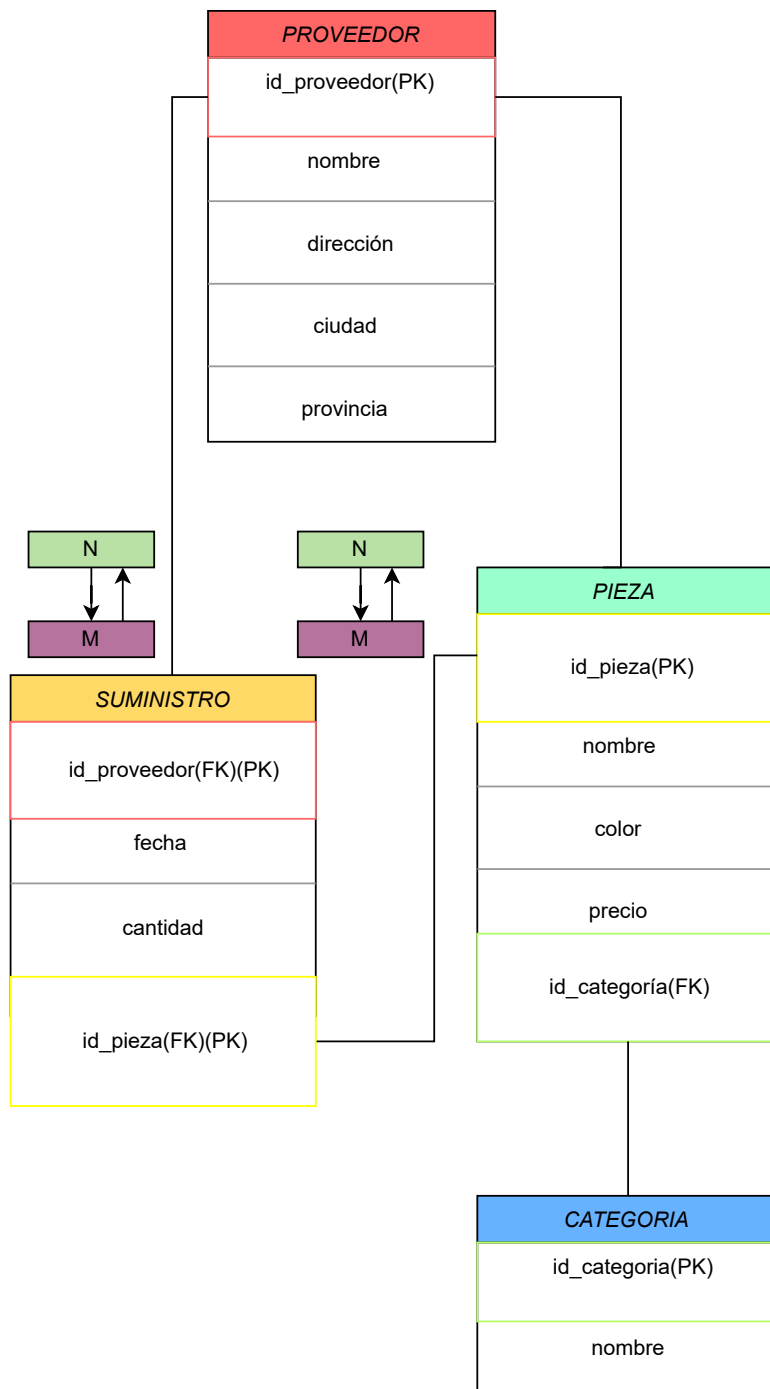 PROVEEDOR
id_proveedor(PK)
nombre
dirección
ciudad
provincia
N
M
N
M
SUMINISTRO
id_proveedor(FK)(PK)
fecha
cantidad
id_pieza(FK)(PK)
PIEZA
id_pieza(PK)
nombre
color
precio
id_categoría(FK)
CATEGORIA
id_categoria(PK)
nombre